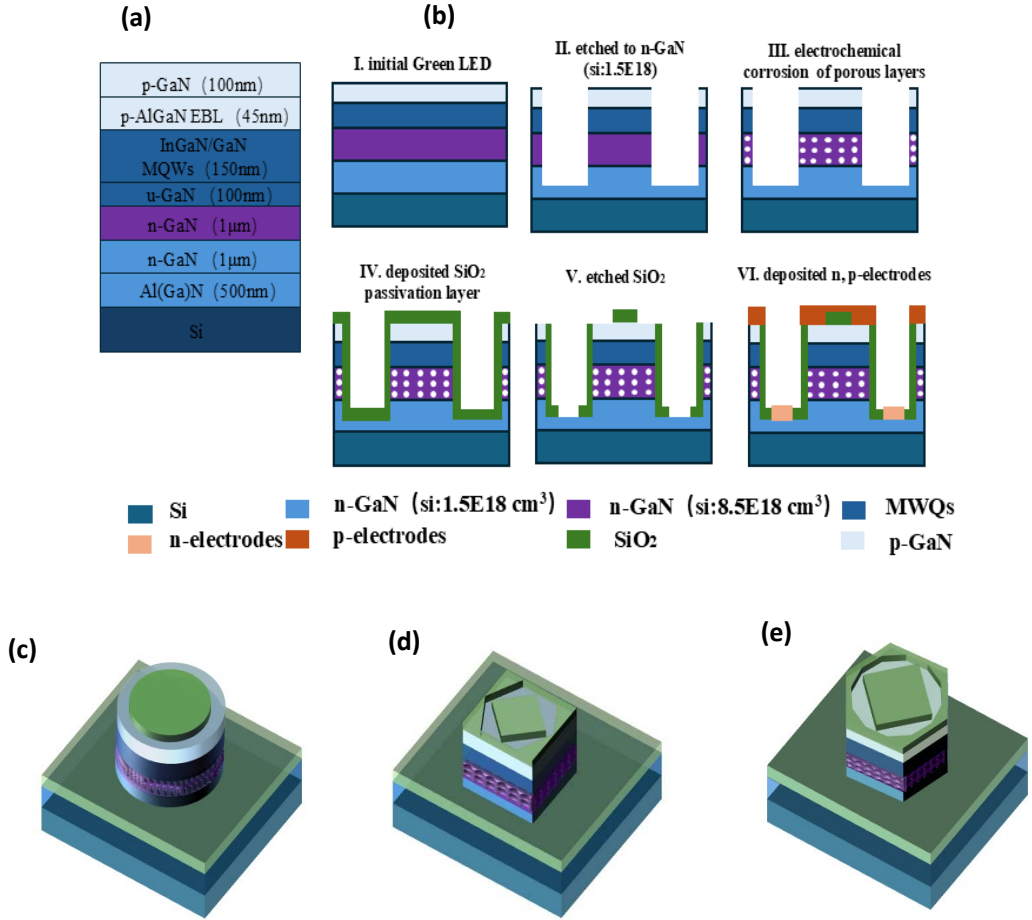 (a)
p-GaN (100nm)
p-AlGaN EBL (45nm)
InGaN/GaN
MQWs (150nm)
u-GaN (100nm)
n-GaN (1μm)
n-GaN (1μm)
Al(Ga)N (500nm)
Si
(b)
I. initial Green LED
II. etched to n-GaN
(si:1.5E18)
III. electrochemical
corrosion of porous layers
IV. deposited SiO₂
passivation layer
V. etched SiO₂
VI. deposited n, p-electrodes
Si
n-GaN (si:1.5E18 cm³)
n-GaN (si:8.5E18 cm³)
MWQs
n-electrodes
p-electrodes
SiO₂
p-GaN
(c)
(d)
(e)